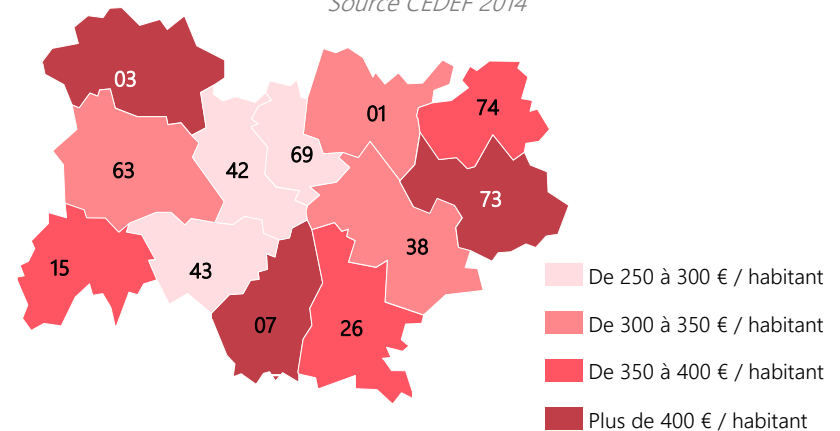 Source CEDEF 2014
03
01
74
69
63
42
73
38
15
43
07
26
De 250 à 300 € / habitant
De 300 à 350 € / habitant
De 350 à 400 € / habitant
Plus de 400 € / habitant